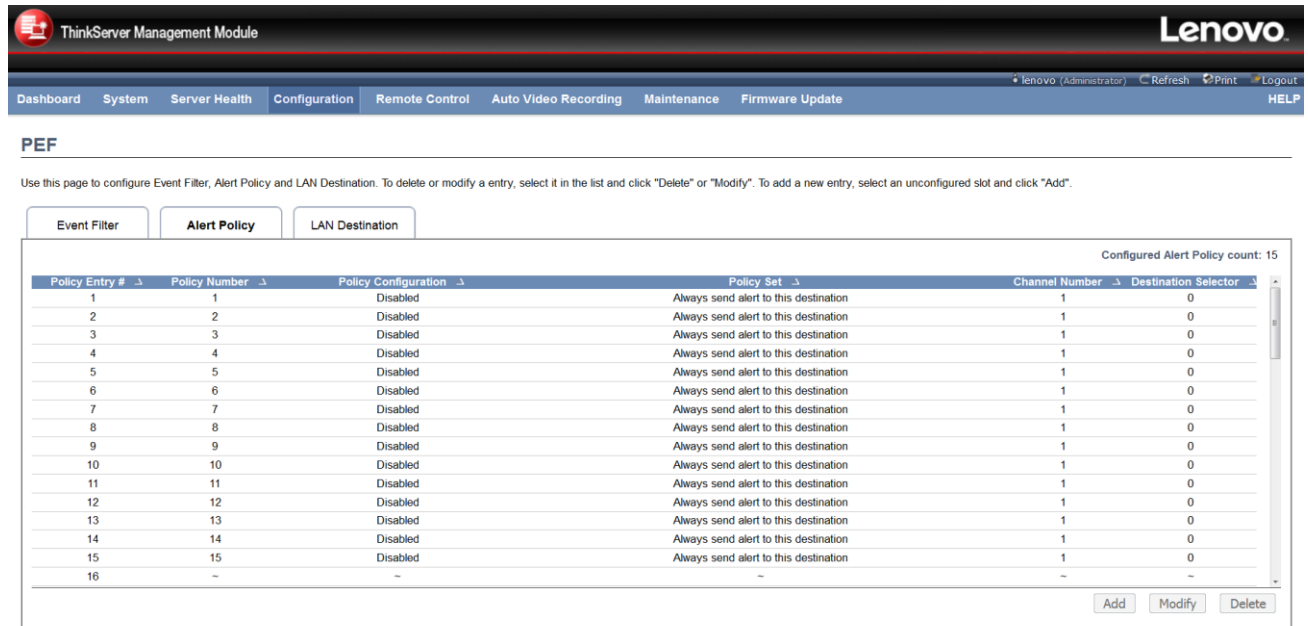 ThinkServer Management Module
Lenovo
lenovo (Administrator) Refresh Print Logout
Dashboard System Server Health Configuration Remote Control Auto Video Recording Maintenance Firmware Update HELP
PEF
Use this page to configure Event Filter, Alert Policy and LAN Destination. To delete or modify a entry, select it in the list and click "Delete" or "Modify". To add a new entry, select an unconfigured slot and click "Add".
Event Filter Alert Policy LAN Destination
Configured Alert Policy count: 15
Policy Entry # Policy Number Policy Configuration Policy Set Channel Number Destination Selector
1 1 Disabled Always send alert to this destination 1 0
2 2 Disabled Always send alert to this destination 1 0
3 3 Disabled Always send alert to this destination 1 0
4 4 Disabled Always send alert to this destination 1 0
5 5 Disabled Always send alert to this destination 1 0
6 6 Disabled Always send alert to this destination 1 0
7 7 Disabled Always send alert to this destination 1 0
8 8 Disabled Always send alert to this destination 1 0
9 9 Disabled Always send alert to this destination 1 0
10 10 Disabled Always send alert to this destination 1 0
11 11 Disabled Always send alert to this destination 1 0
12 12 Disabled Always send alert to this destination 1 0
13 13 Disabled Always send alert to this destination 1 0
14 14 Disabled Always send alert to this destination 1 0
15 15 Disabled Always send alert to this destination 1 0
16 ~ ~ ~ ~ ~
Add Modify Delete